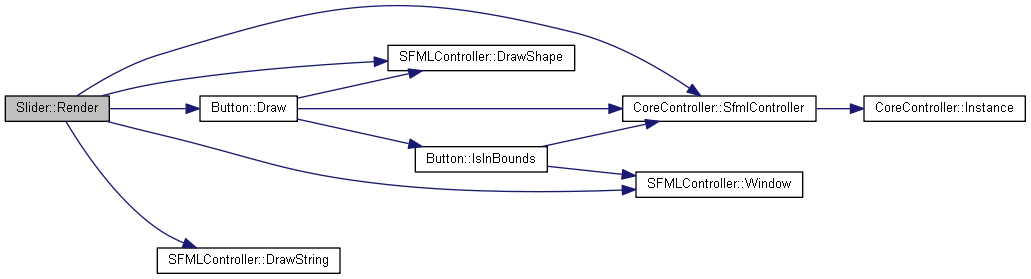 SFMLController::DrawShape
Slider::Render
Button::Draw
CoreController::SfmlController
CoreController::Instance
Button::IsInBounds
SFMLController::Window
SFMLController::DrawString